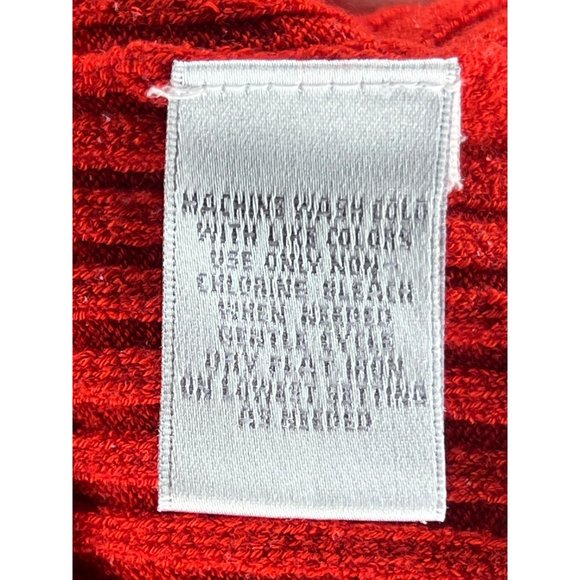 MACHINE WASH COLD
WITH LIKE COLORS
USE ONLY NON-
CHLORINE BLEACH
WHEN NEEDED
GENTLE CYCLE
DRY FLAT IRON
ON LOWEST SETTING
AS NEEDED